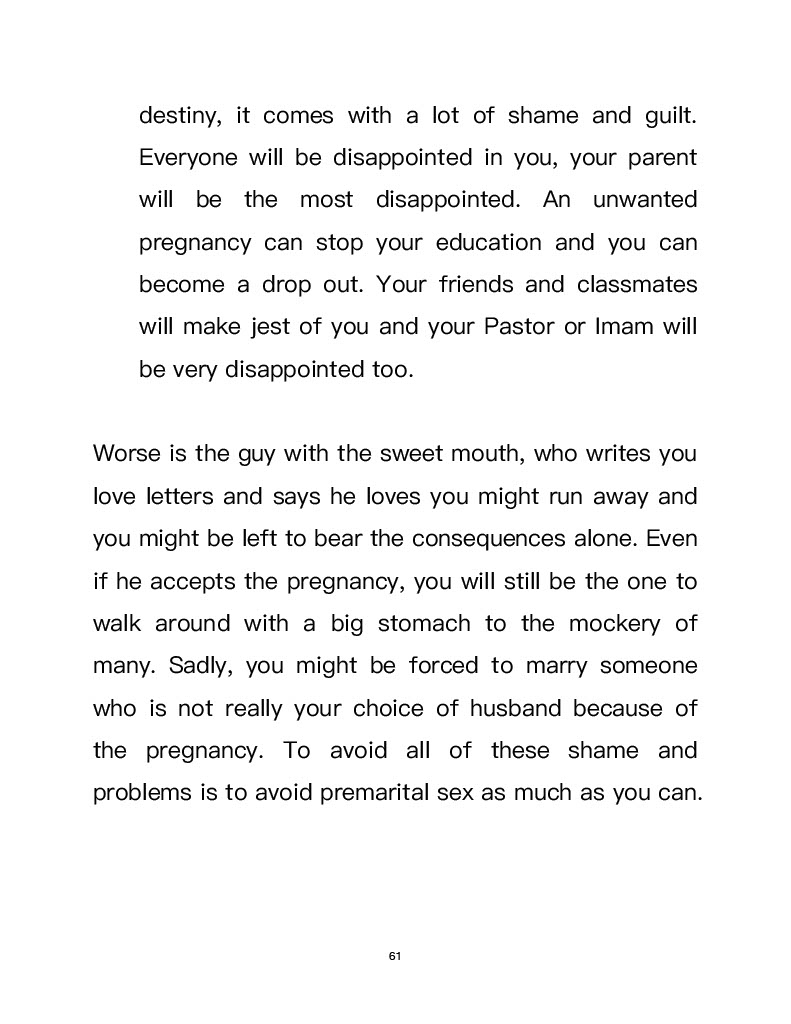 destiny, it comes with a lot of shame and guilt.
Everyone will be disappointed in you, your parent
will be the most disappointed. An unwanted
pregnancy can stop your education and you can
become a drop out. Your friends and classmates
will make jest of you and your Pastor or Imam will
be very disappointed too.
Worse is the guy with the sweet mouth, who writes you
love letters and says he loves you might run away and
you might be left to bear the consequences alone. Even
if he accepts the pregnancy, you will still be the one to
walk around with a big stomach to the mockery of
many. Sadly, you might be forced to marry someone
who is not really your choice of husband because of
the pregnancy. To avoid all of these shame and
problems is to avoid premarital sex as much as you can.
61